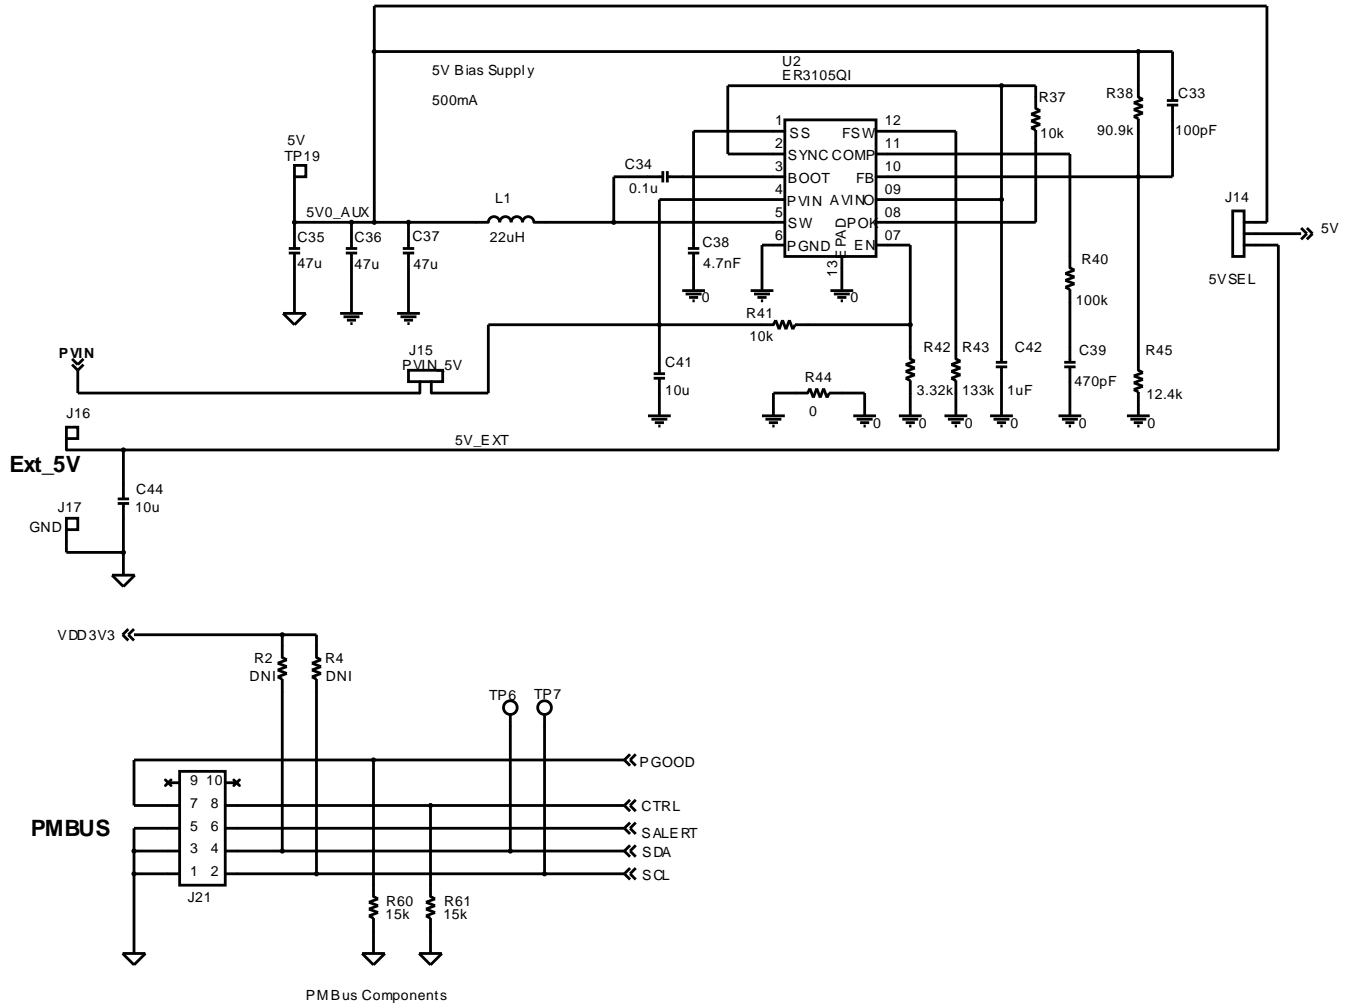 5V Bias Supply
500mA
U2
ER3105QI
R37
10k
R38
90.9k
C33
100pF
5V
TP19
1
SS
FSW
12
2
SYNC
COMP
11
3
BOOT
FB
10
4
PVIN
AVINO
09
5
SW
POK
08
6
PGND
EN
07
EPAD
13
C34
0.1u
L1
22uH
5V0_AUX
J14
5V
5VSEL
C35
47u
C36
47u
C37
47u
C38
4.7nF
0
0
R40
100k
R41
10k
PVIN
J15
PVIN_5V
C41
10u
R42
3.32k
R43
133k
C42
1uF
C39
470pF
R45
12.4k
R44
0
0
0
0
0
0
0
J16
Ext_5V
5V_EXT
C44
10u
J17
GND
VDD3V3
R2
DNI
R4
DNI
TP6
TP7
PGOOD
9 10
7 8
CTRL
PMBUS
5 6
SALERT
3 4
SDA
1 2
SCL
J21
R60
15k
R61
15k
PMBus Components